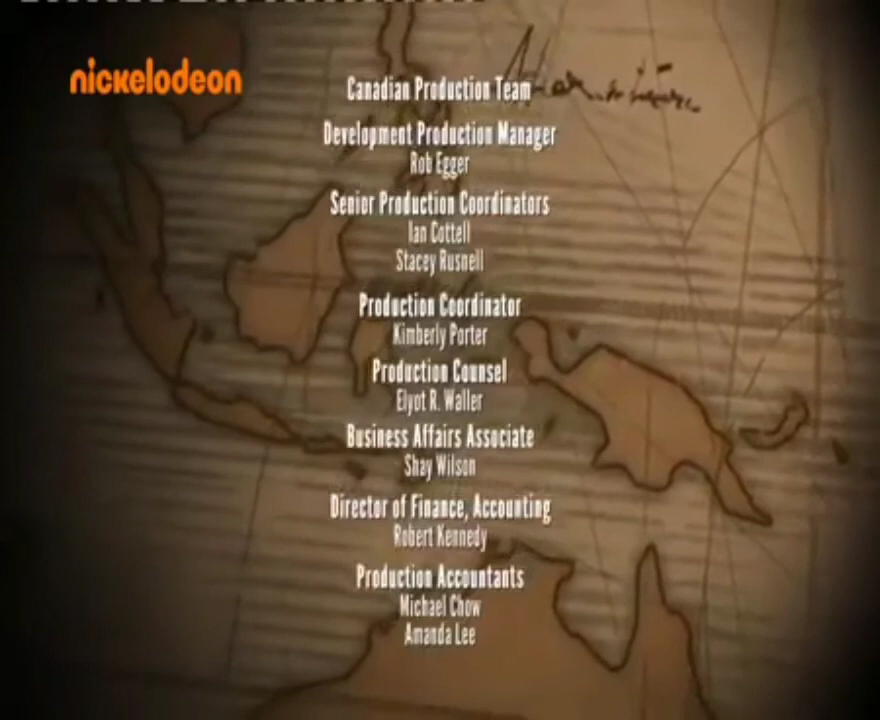 nickelodeon
Canadian Production Team
Development Production Manager
Rob Egger
Senior Production Coordinators
Ian Cottell
Stacey Rusnell
Production Coordinator
Kimberly Porter
Production Counsel
Elyot R. Waller
Business Affairs Associate
Shay Wilson
Director of Finance, Accounting
Robert Kennedy
Production Accountants
Michael Chow
Amanda Lee